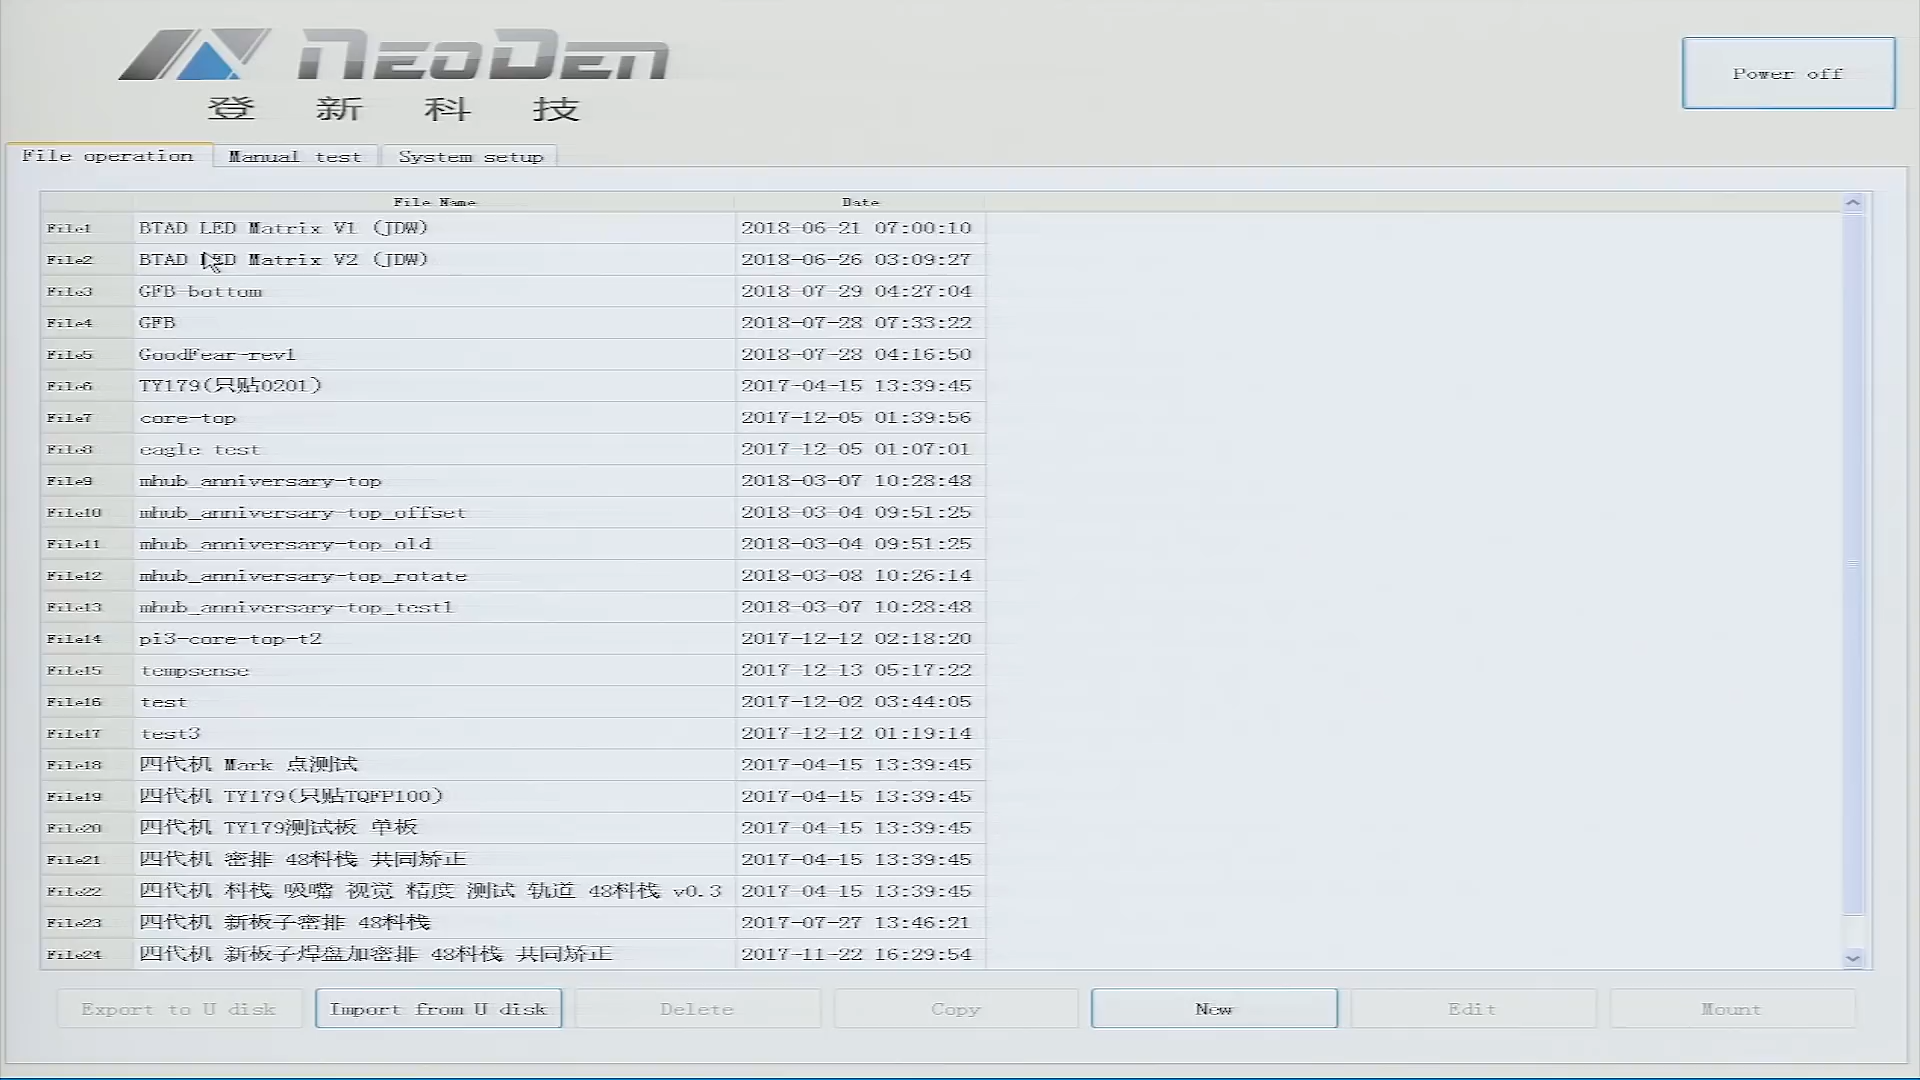 NeoDen
登新科技
Power off
File operation Manual test System setup
File Name Date
File1 BTAD LED Matrix V1 (JDW) 2018-06-21 07:00:10
File2 BTAD LED Matrix V2 (JDW) 2018-06-26 03:09:27
File3 GFB-bottom 2018-07-29 04:27:04
File4 GFB 2018-07-28 07:33:22
File5 GoodFear-rev1 2018-07-28 04:16:50
File6 TY179(只贴0201) 2017-04-15 13:39:45
File7 core-top 2017-12-05 01:39:56
File8 eagle test 2017-12-05 01:07:01
File9 mhub_anniversary-top 2018-03-07 10:28:48
File10 mhub_anniversary-top_offset 2018-03-04 09:51:25
File11 mhub_anniversary-top_old 2018-03-04 09:51:25
File12 mhub_anniversary-top_rotate 2018-03-08 10:26:14
File13 mhub_anniversary-top_test1 2018-03-07 10:28:48
File14 pi3-core-top-t2 2017-12-12 02:18:20
File15 tempsense 2017-12-13 05:17:22
File16 test 2017-12-02 03:44:05
File17 test3 2017-12-12 01:19:14
File18 四代机 Mark 点测试 2017-04-15 13:39:45
File19 四代机 TY179(只贴TQFP100) 2017-04-15 13:39:45
File20 四代机 TY179测试板 单板 2017-04-15 13:39:45
File21 四代机 密排 48料栈 共同矫正 2017-04-15 13:39:45
File22 四代机 料栈 吸嘴 视觉 精度 测试 轨道 48料栈 v0.3 2017-04-15 13:39:45
File23 四代机 新板子密排 48料栈 2017-07-27 13:46:21
File24 四代机 新板子焊盘加密排 48料栈 共同矫正 2017-11-22 16:29:54
Export to U disk Import from U disk Delete Copy New Edit Mount